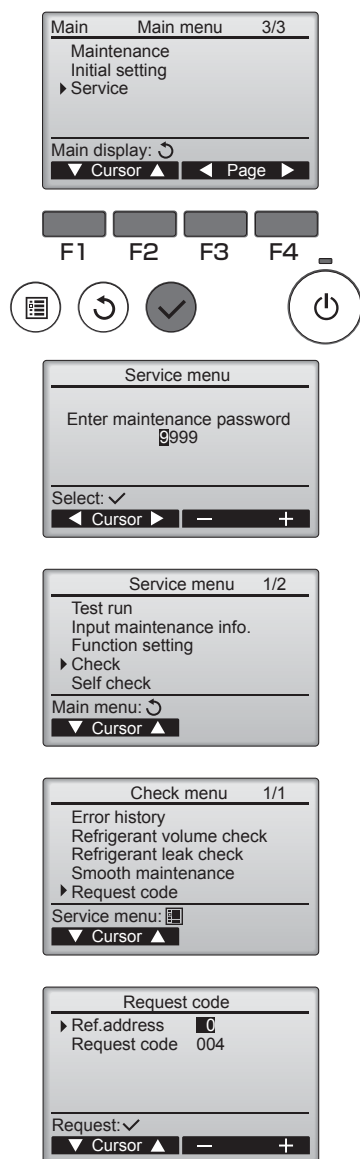 Main Main menu 3/3
Maintenance
Initial setting
Service
Main display:
Cursor Page
F1 F2 F3 F4
Service menu
Enter maintenance password
9999
Select:
Cursor − +
Service menu 1/2
Test run
Input maintenance info.
Function setting
Check
Self check
Main menu:
Cursor
Check menu 1/1
Error history
Refrigerant volume check
Refrigerant leak check
Smooth maintenance
Request code
Service menu:
Cursor
Request code
Ref.address 0
Request code 004
Request:
Cursor − +